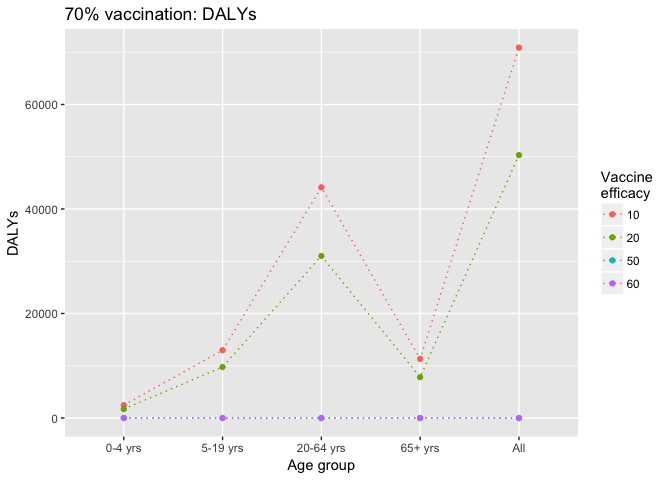 70% vaccination: DALYs
60000
40000
20000
0
DALYs
0-4 yrs
5-19 yrs
20-64 yrs
65+ yrs
All
Age group
Vaccine
efficacy
10
20
50
60